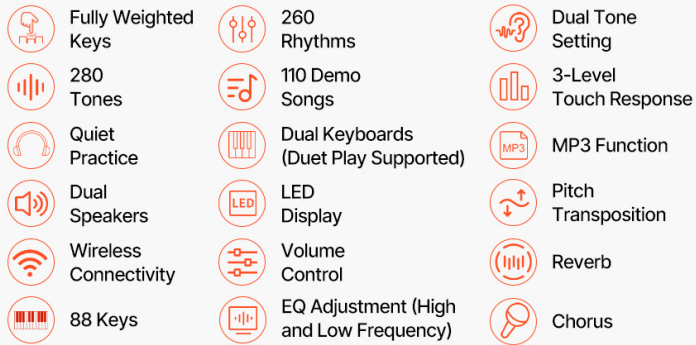 Fully Weighted
Keys
260
Rhythms
Dual Tone
Setting
280
Tones
110 Demo
Songs
3-Level
Touch Response
Quiet
Practice
Dual Keyboards
(Duet Play Supported)
MP3
MP3 Function
Dual
Speakers
LED
LED
Display
Pitch
Transposition
Wireless
Connectivity
Volume
Control
Reverb
88 Keys
EQ Adjustment (High
and Low Frequency)
Chorus